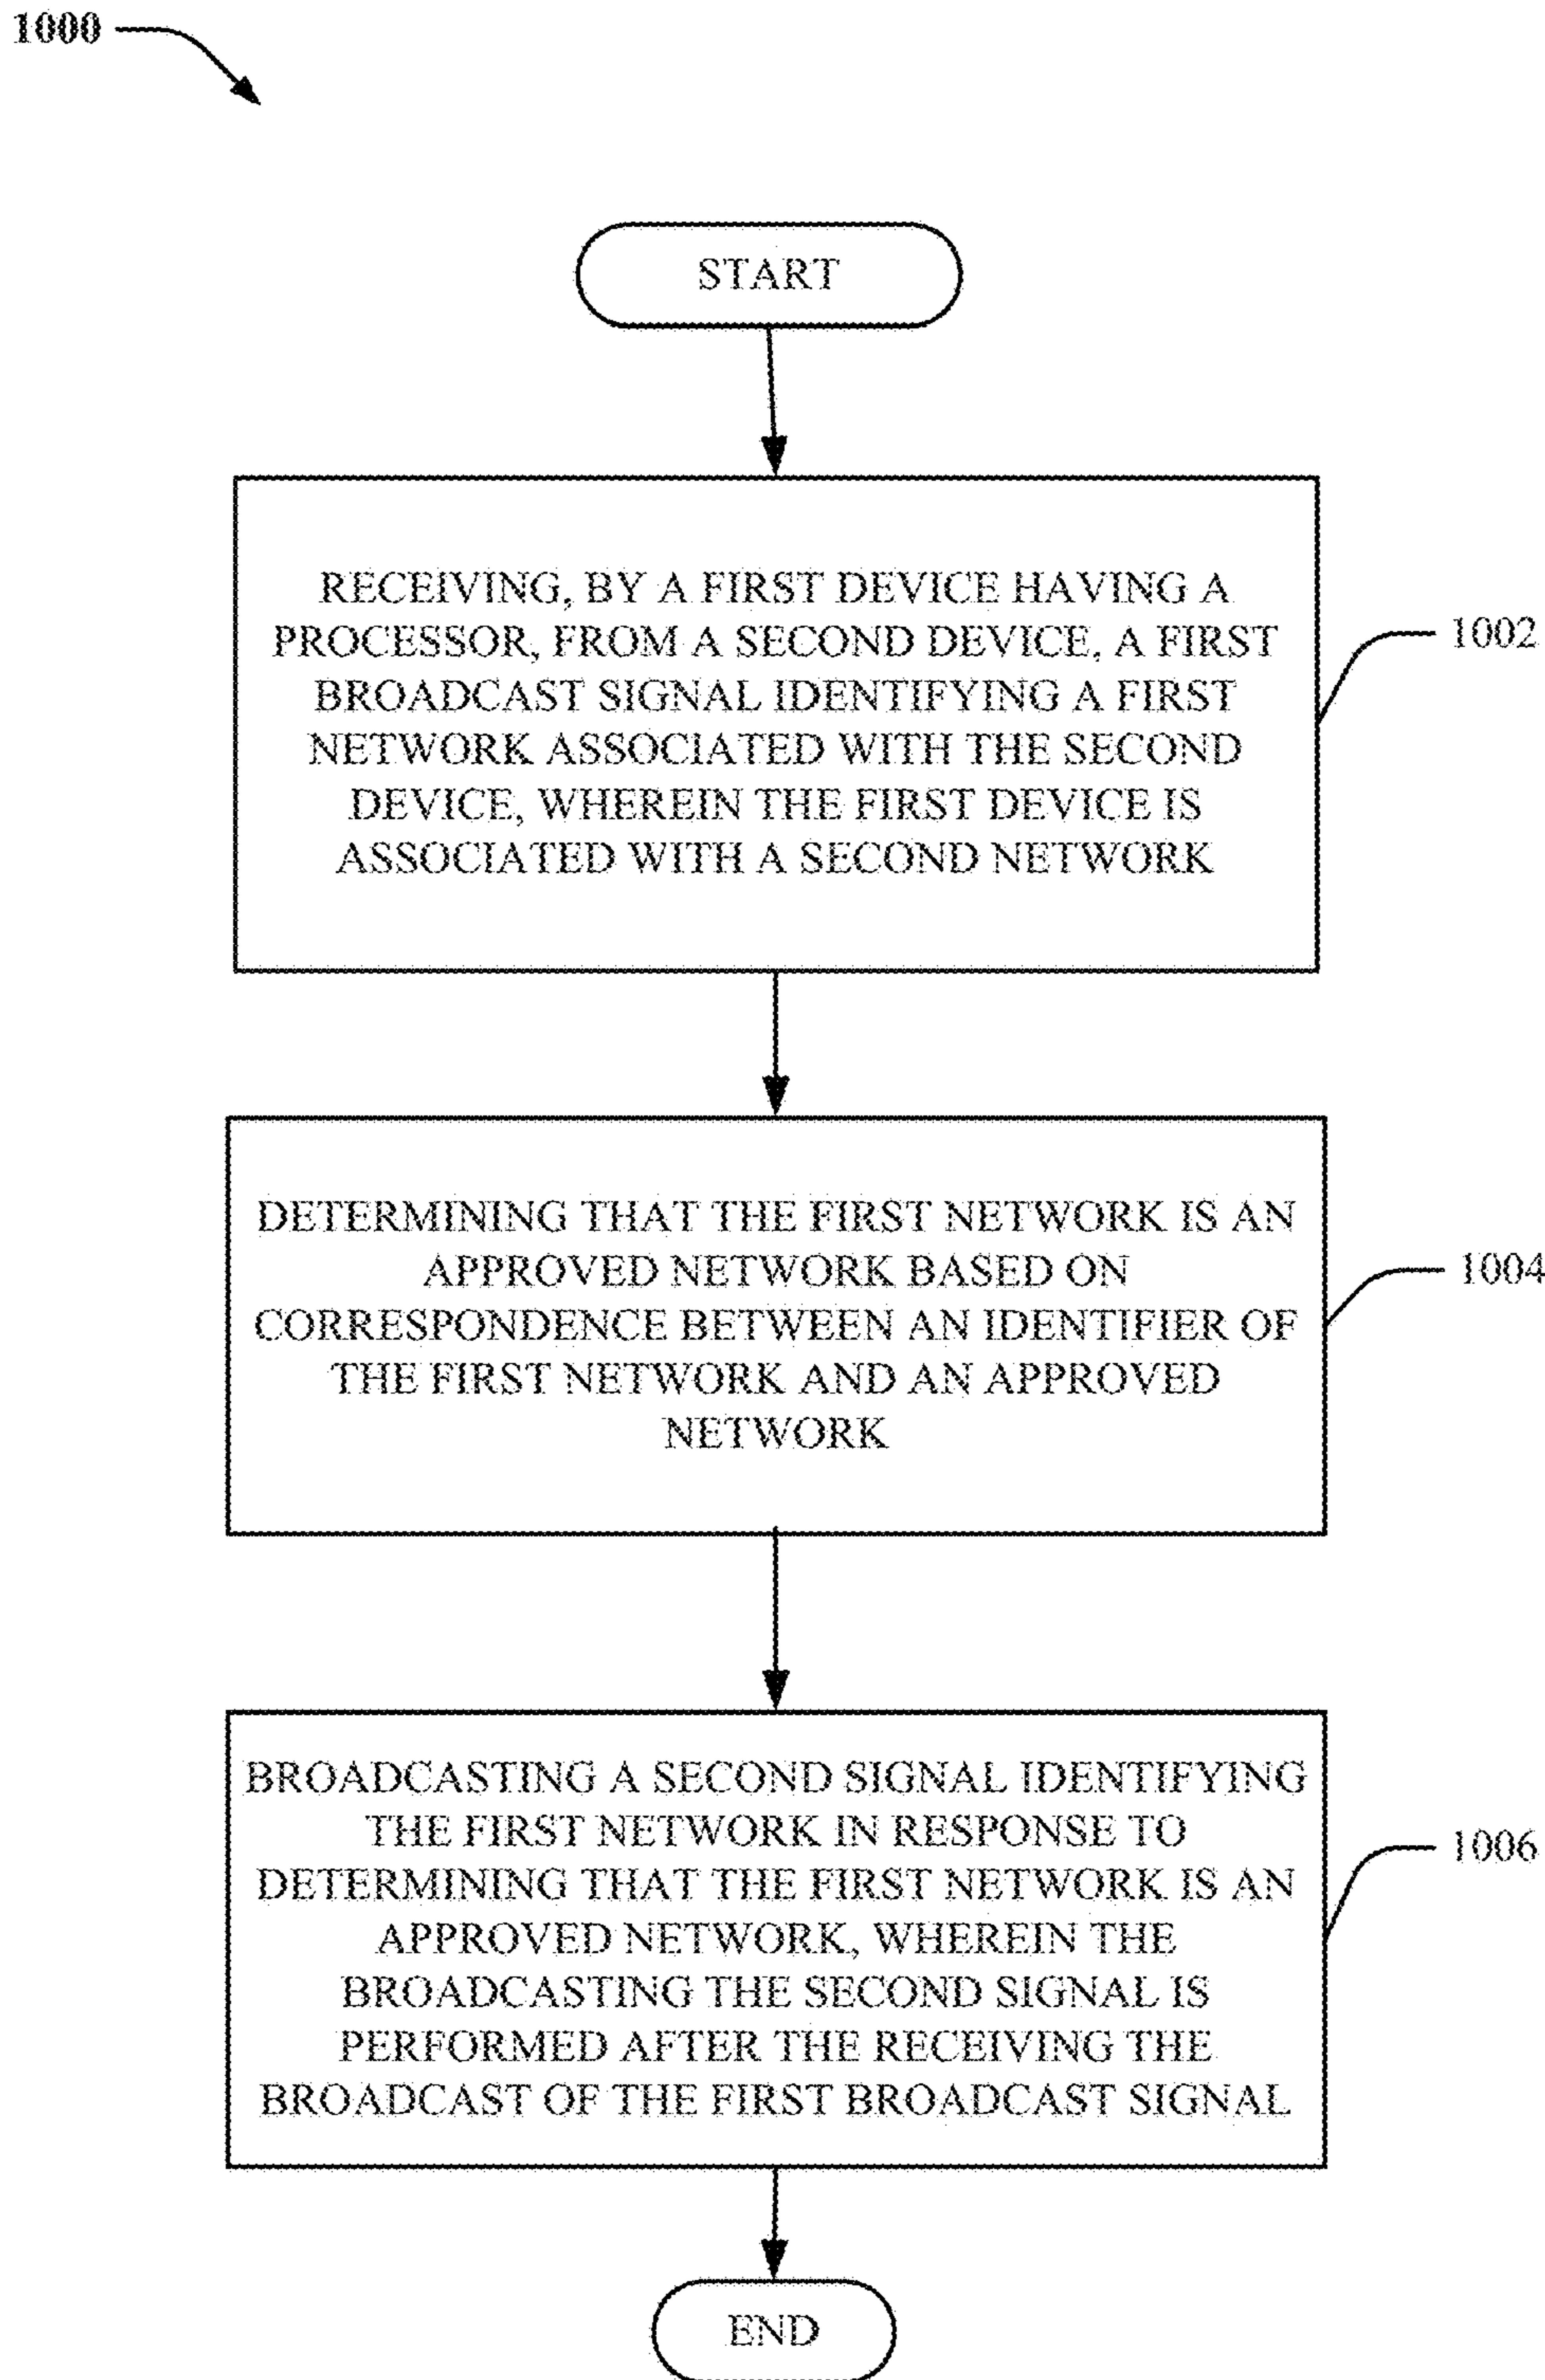 1000
START
RECEIVING, BY A FIRST DEVICE HAVING A
PROCESSOR, FROM A SECOND DEVICE, A FIRST
BROADCAST SIGNAL IDENTIFYING A FIRST
NETWORK ASSOCIATED WITH THE SECOND
DEVICE, WHEREIN THE FIRST DEVICE IS
ASSOCIATED WITH A SECOND NETWORK
1002
DETERMINING THAT THE FIRST NETWORK IS AN
APPROVED NETWORK BASED ON
CORRESPONDENCE BETWEEN AN IDENTIFIER OF
THE FIRST NETWORK AND AN APPROVED
NETWORK
1004
BROADCASTING A SECOND SIGNAL IDENTIFYING
THE FIRST NETWORK IN RESPONSE TO
DETERMINING THAT THE FIRST NETWORK IS AN
APPROVED NETWORK, WHEREIN THE
BROADCASTING THE SECOND SIGNAL IS
PERFORMED AFTER THE RECEIVING THE
BROADCAST OF THE FIRST BROADCAST SIGNAL
1006
END